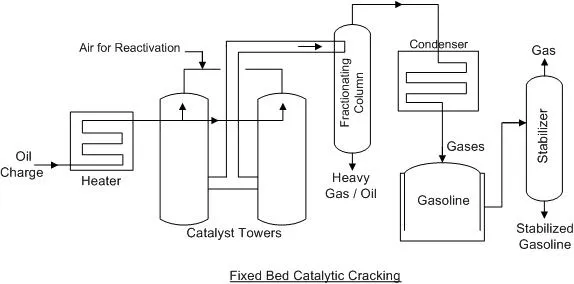 Air for Reactivation
Oil
Charge
Heater
Catalyst Towers
Fractionating
Column
Heavy
Gas / Oil
Condenser
Gases
Gasoline
Gas
Stabilizer
Stabilized
Gasoline
Fixed Bed Catalytic Cracking